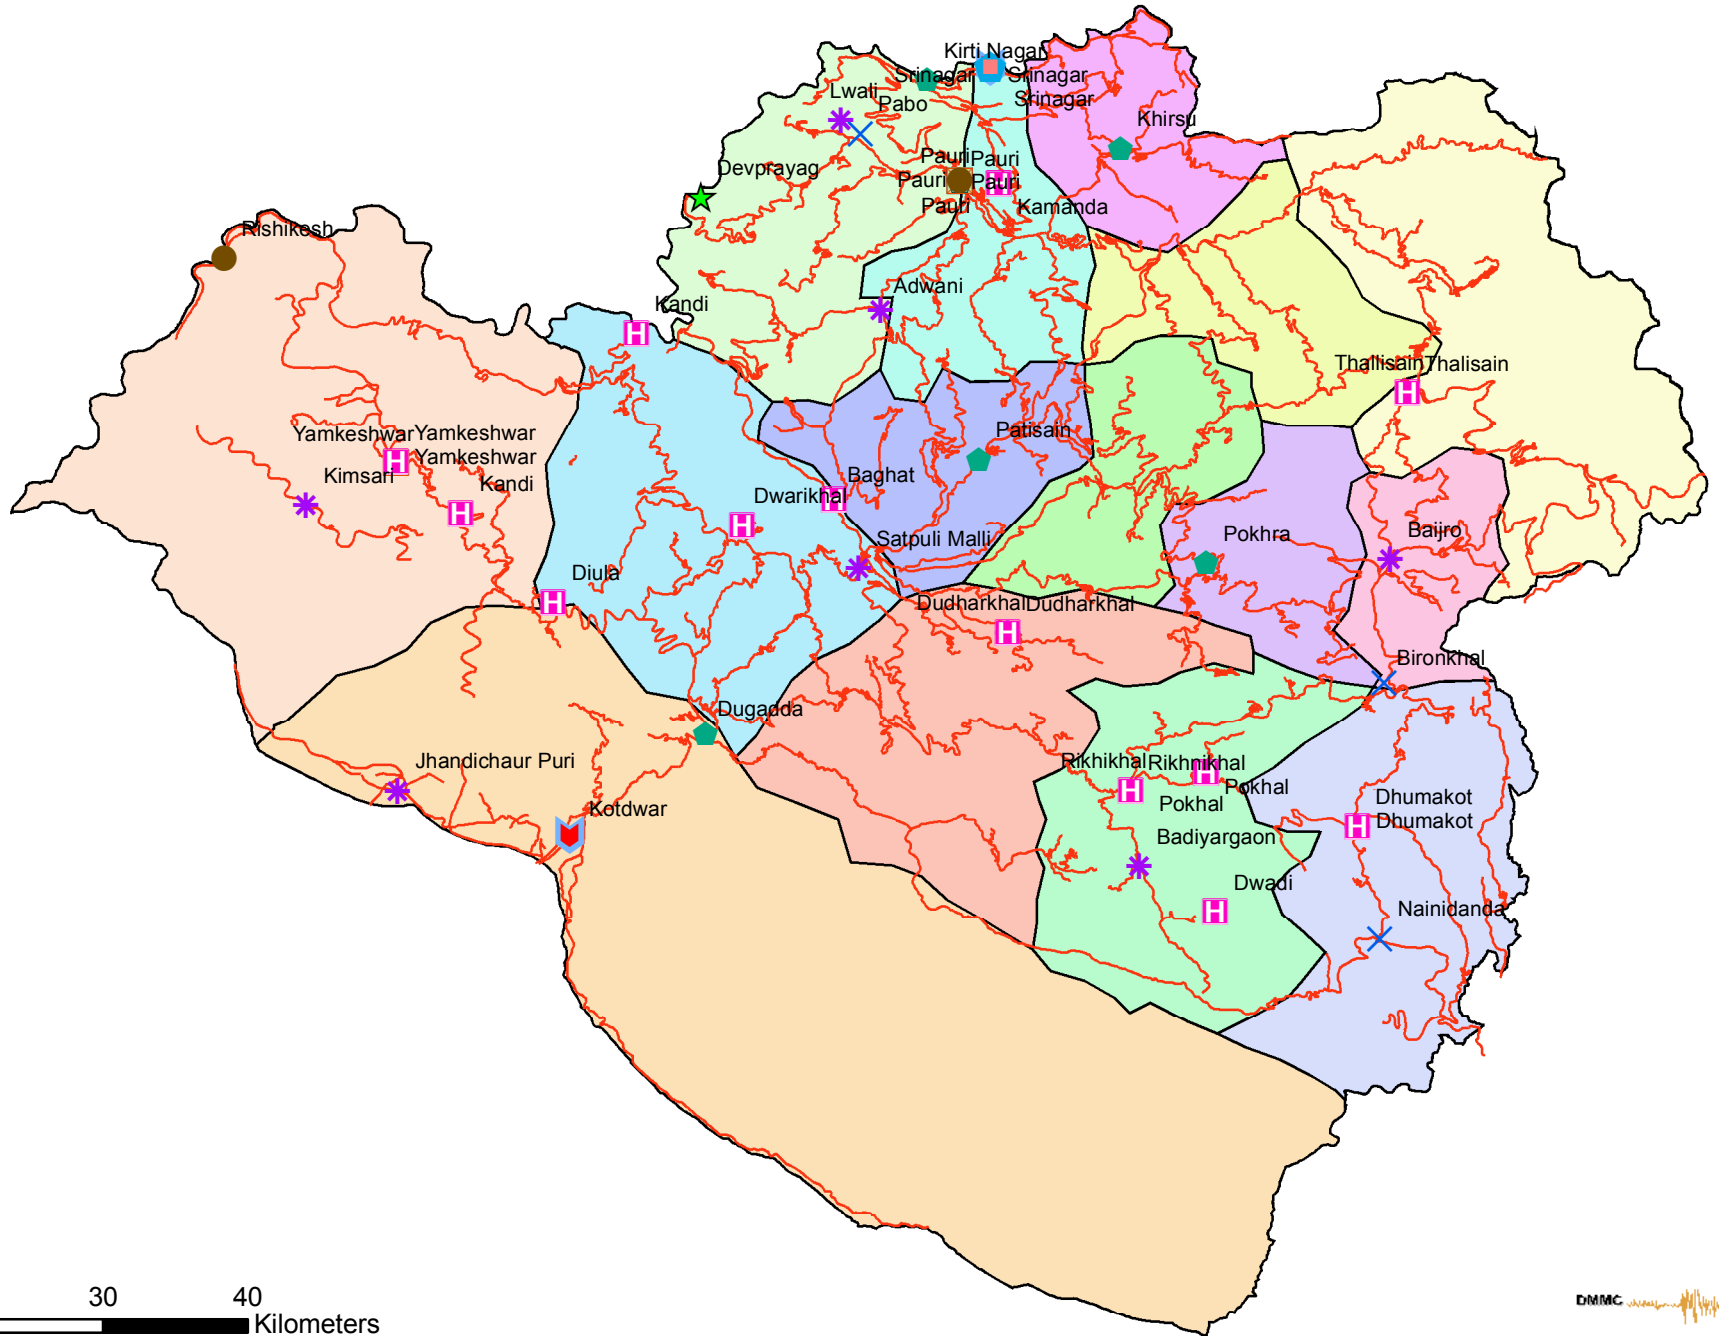 Kirti Nagar
Srinagar Srinagar
Srinagar
Lwali
Pabo
Khirsu
Pauri Pauri
Devprayag
Pauri Pauri
Pauri
Kamanda
Rishikesh
Adwani
Kandi
Thallisain Thalisain
Yamkeshwar Yamkeshwar
Yamkeshwar
Patisain
Kimsari
Kandi
Baghat
Dwarikhal
Satpuli Malli
Pokhra
Baijro
Diula
Dudharkhal Dudharkhal
Bironkhal
Dugadda
Jhandichaur Puri
Rikhikhal Rikhnikhal
Pokhal
Pokhal
Dhumakot
Dhumakot
Kotdwar
Badiyargaon
Dwadi
Nainidanda
30 40
Kilometers
DMMC